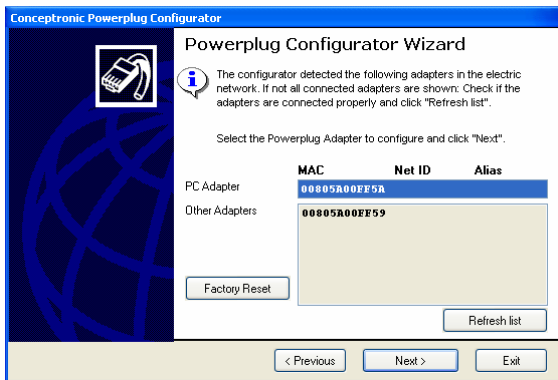 Conceptronic Powerplug Configurator
Powerplug Configurator Wizard
The configurator detected the following adapters in the electric
network. If not all connected adapters are shown: Check if the
adapters are connected properly and click "Refresh list".
Select the Powerplug Adapter to configure and click "Next".
MAC Net ID Alias
PC Adapter 00805A00FF5A
Other Adapters 00805A00FF59
Factory Reset
Refresh list
< Previous Next > Exit